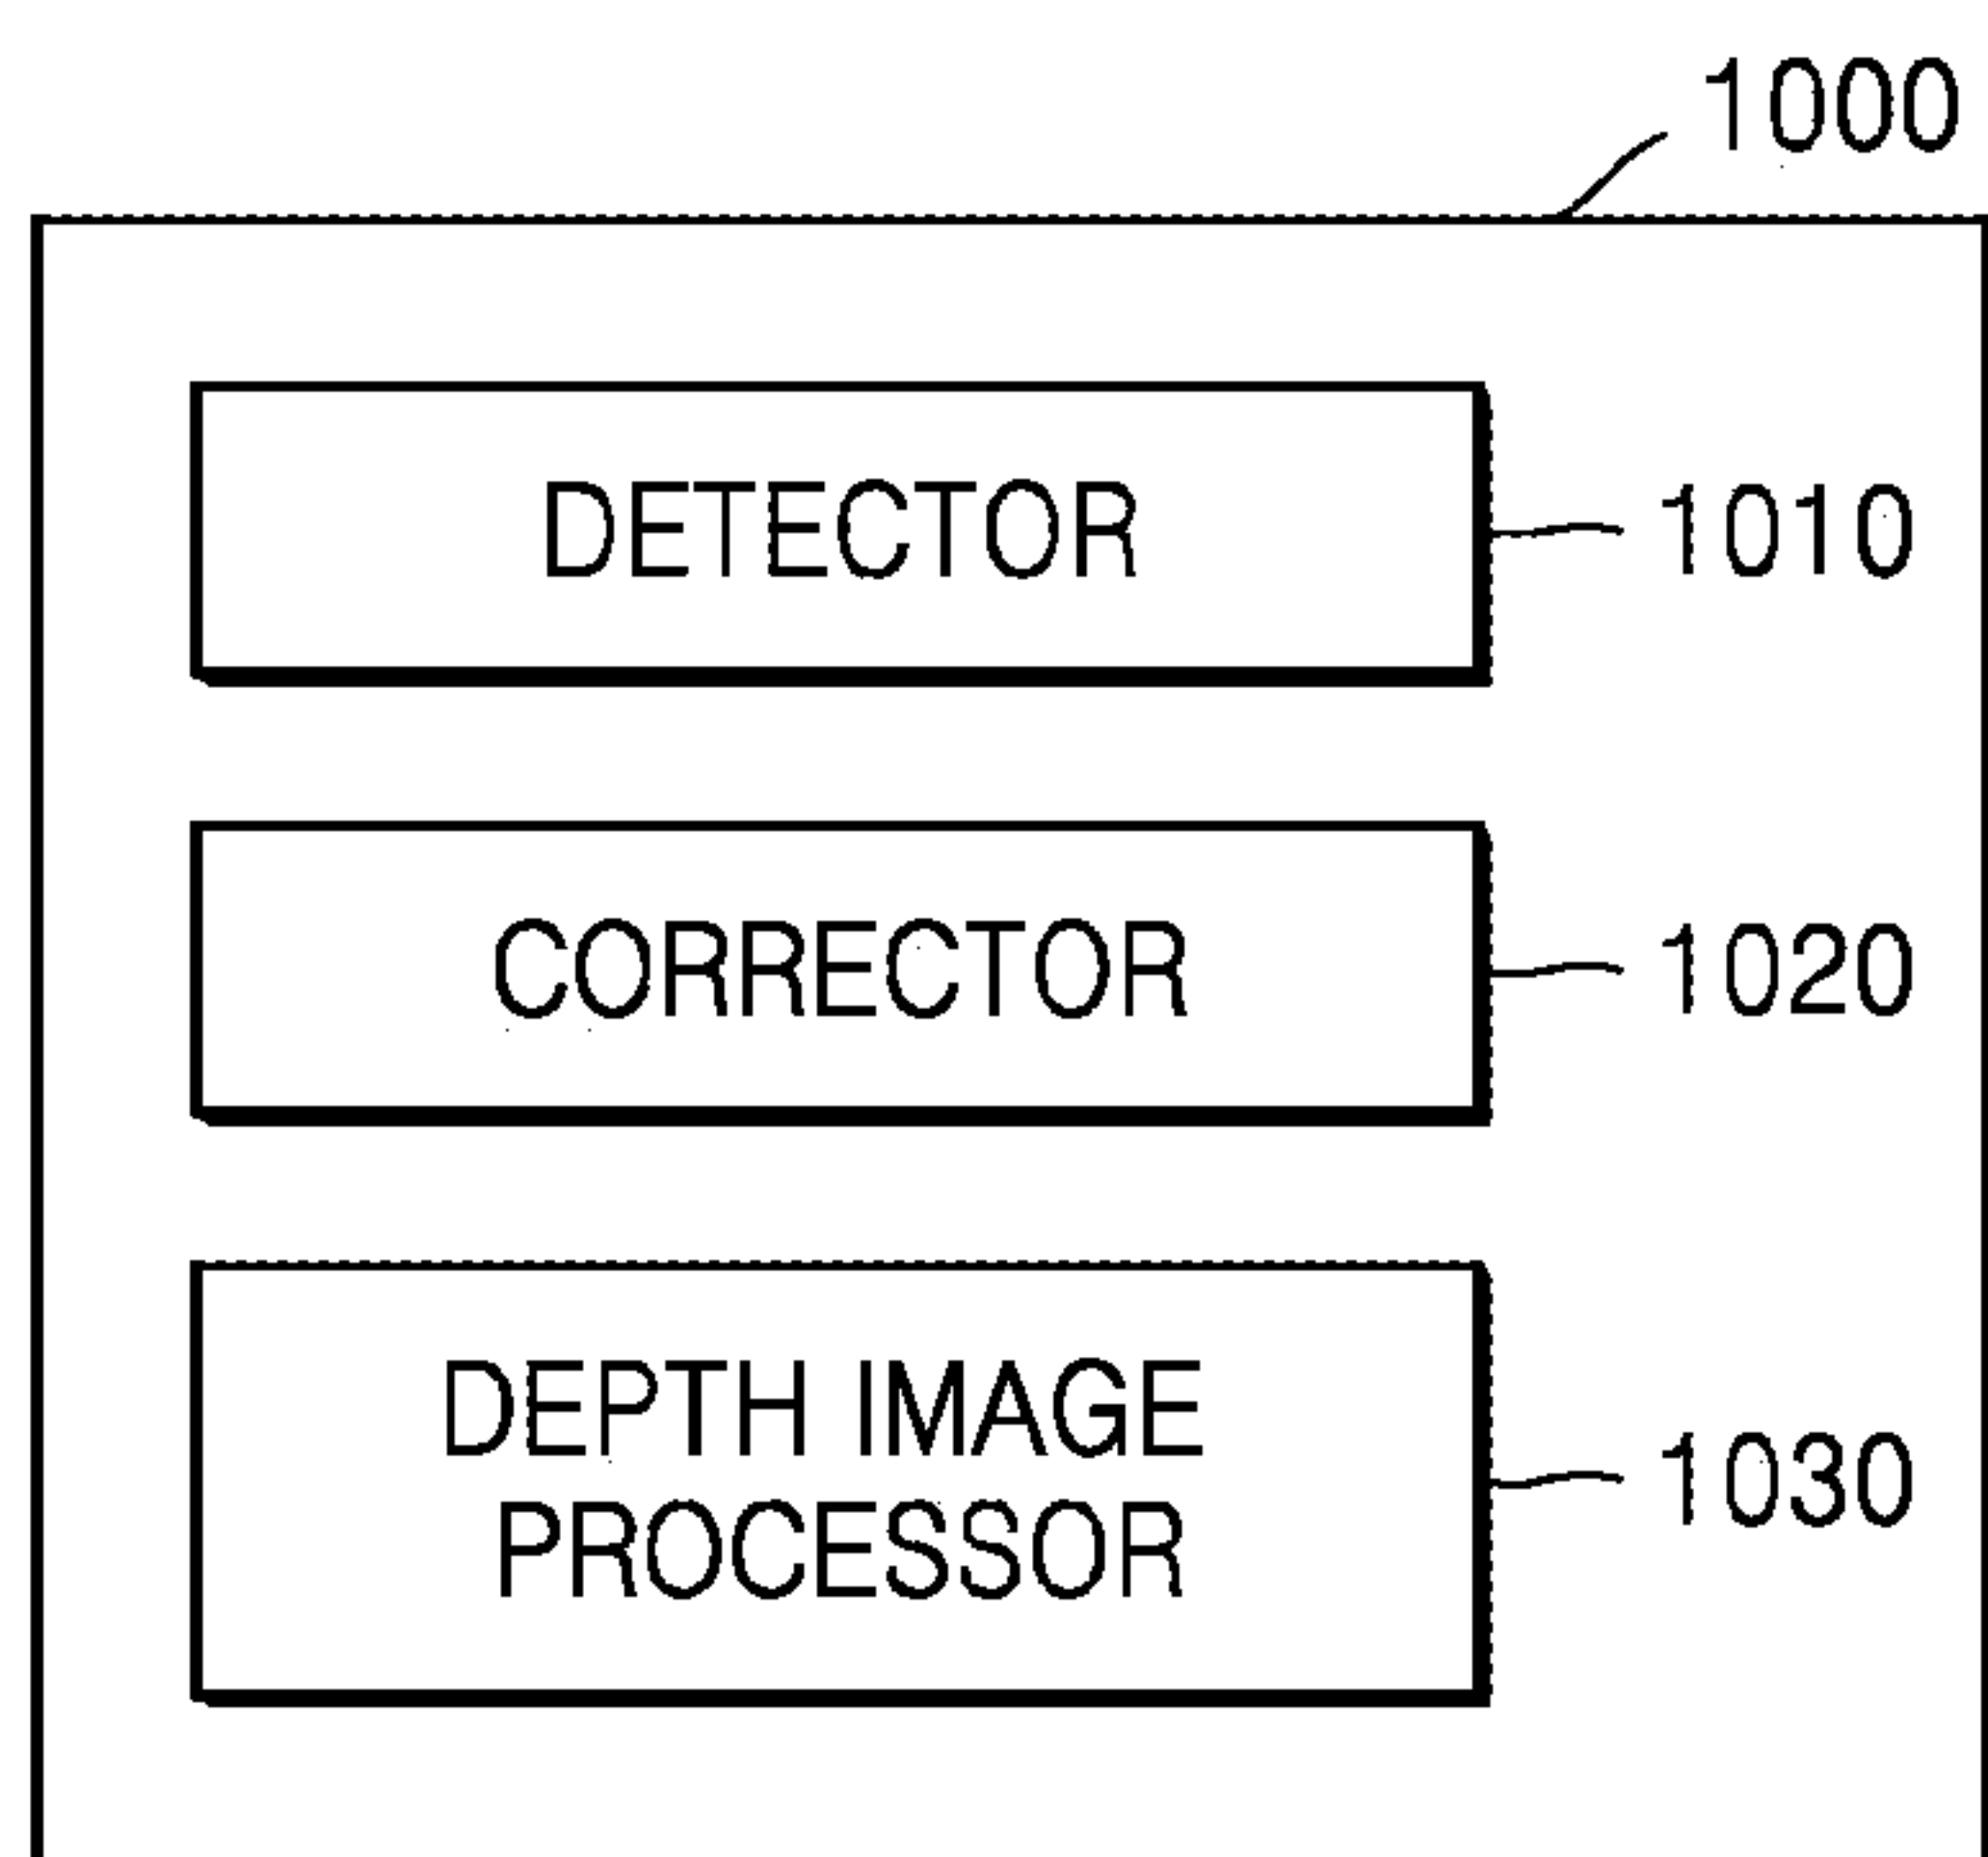 1000
DETECTOR
1010
CORRECTOR
1020
DEPTH IMAGE
PROCESSOR
1030